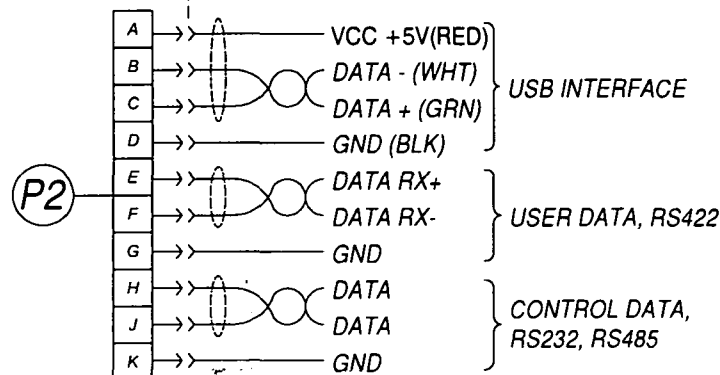 A VCC +5V(RED)
B DATA - (WHT)
USB INTERFACE
C DATA + (GRN)
D GND (BLK)
P2
E DATA RX+
F DATA RX-
USER DATA, RS422
G GND
H DATA
CONTROL DATA,
RS232, RS485
J DATA
K GND